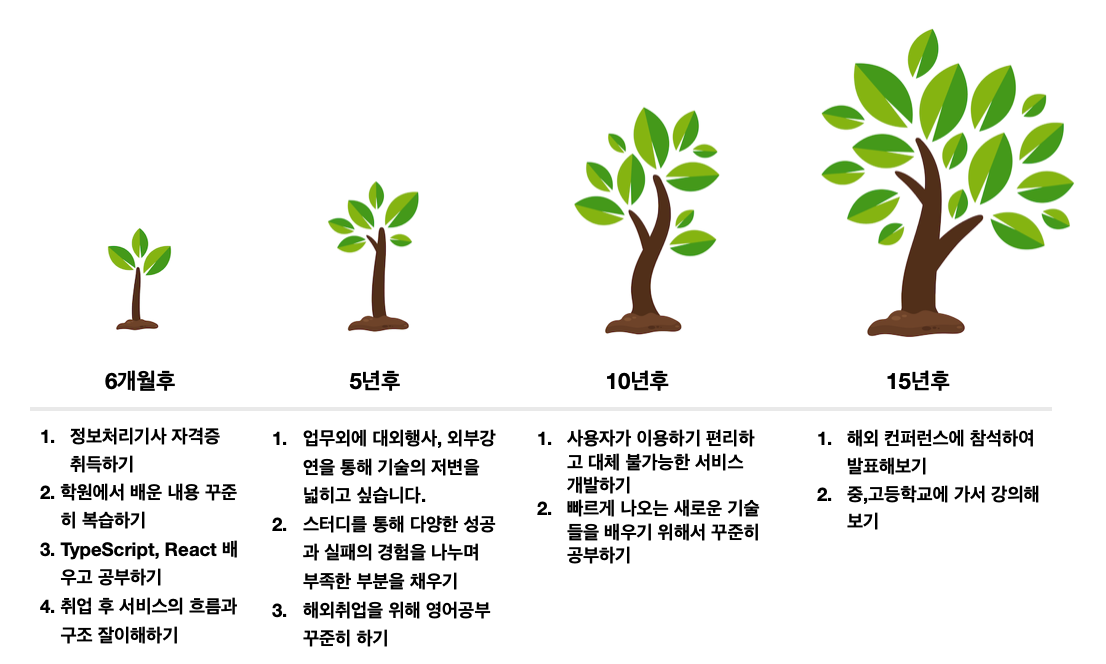 6개월후
5년후
10년후
15년후
1. 정보처리기사 자격증
취득하기
2. 학원에서 배운 내용 꾸준
히 복습하기
3. TypeScript, React 배
우고 공부하기
4. 취업 후 서비스의 흐름과
구조 잘이해하기
1. 업무외에 대외행사, 외부강
연을 통해 기술의 저변을
넓히고 싶습니다.
2. 스터디를 통해 다양한 성공
과 실패의 경험을 나누며
부족한 부분을 채우기
3. 해외취업을 위해 영어공부
꾸준히 하기
1. 사용자가 이용하기 편리하
고 대체 불가능한 서비스
개발하기
2. 빠르게 나오는 새로운 기술
들을 배우기 위해서 꾸준히
공부하기
1. 해외 컨퍼런스에 참석하여
발표해보기
2. 중,고등학교에 가서 강의해
보기